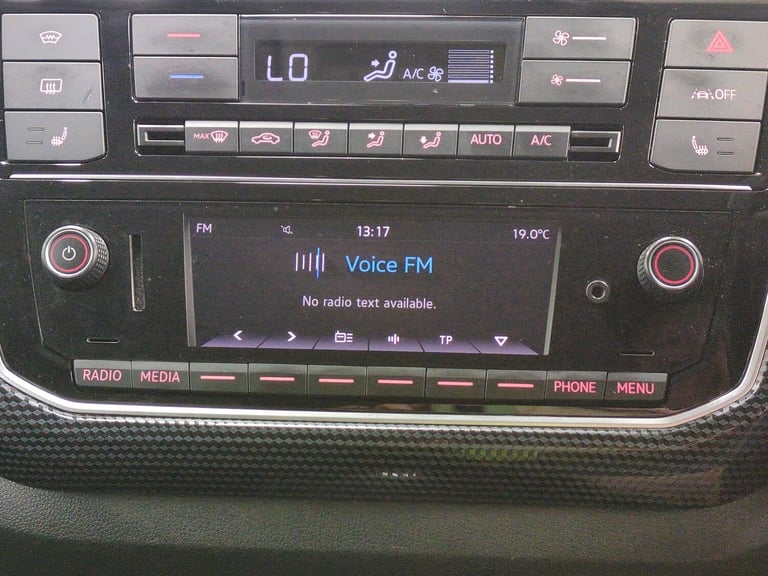 LO A/C
OFF
MAX AUTO A/C
FM 13:17 19.0°C
Voice FM
No radio text available.
TP
RADIO MEDIA PHONE MENU